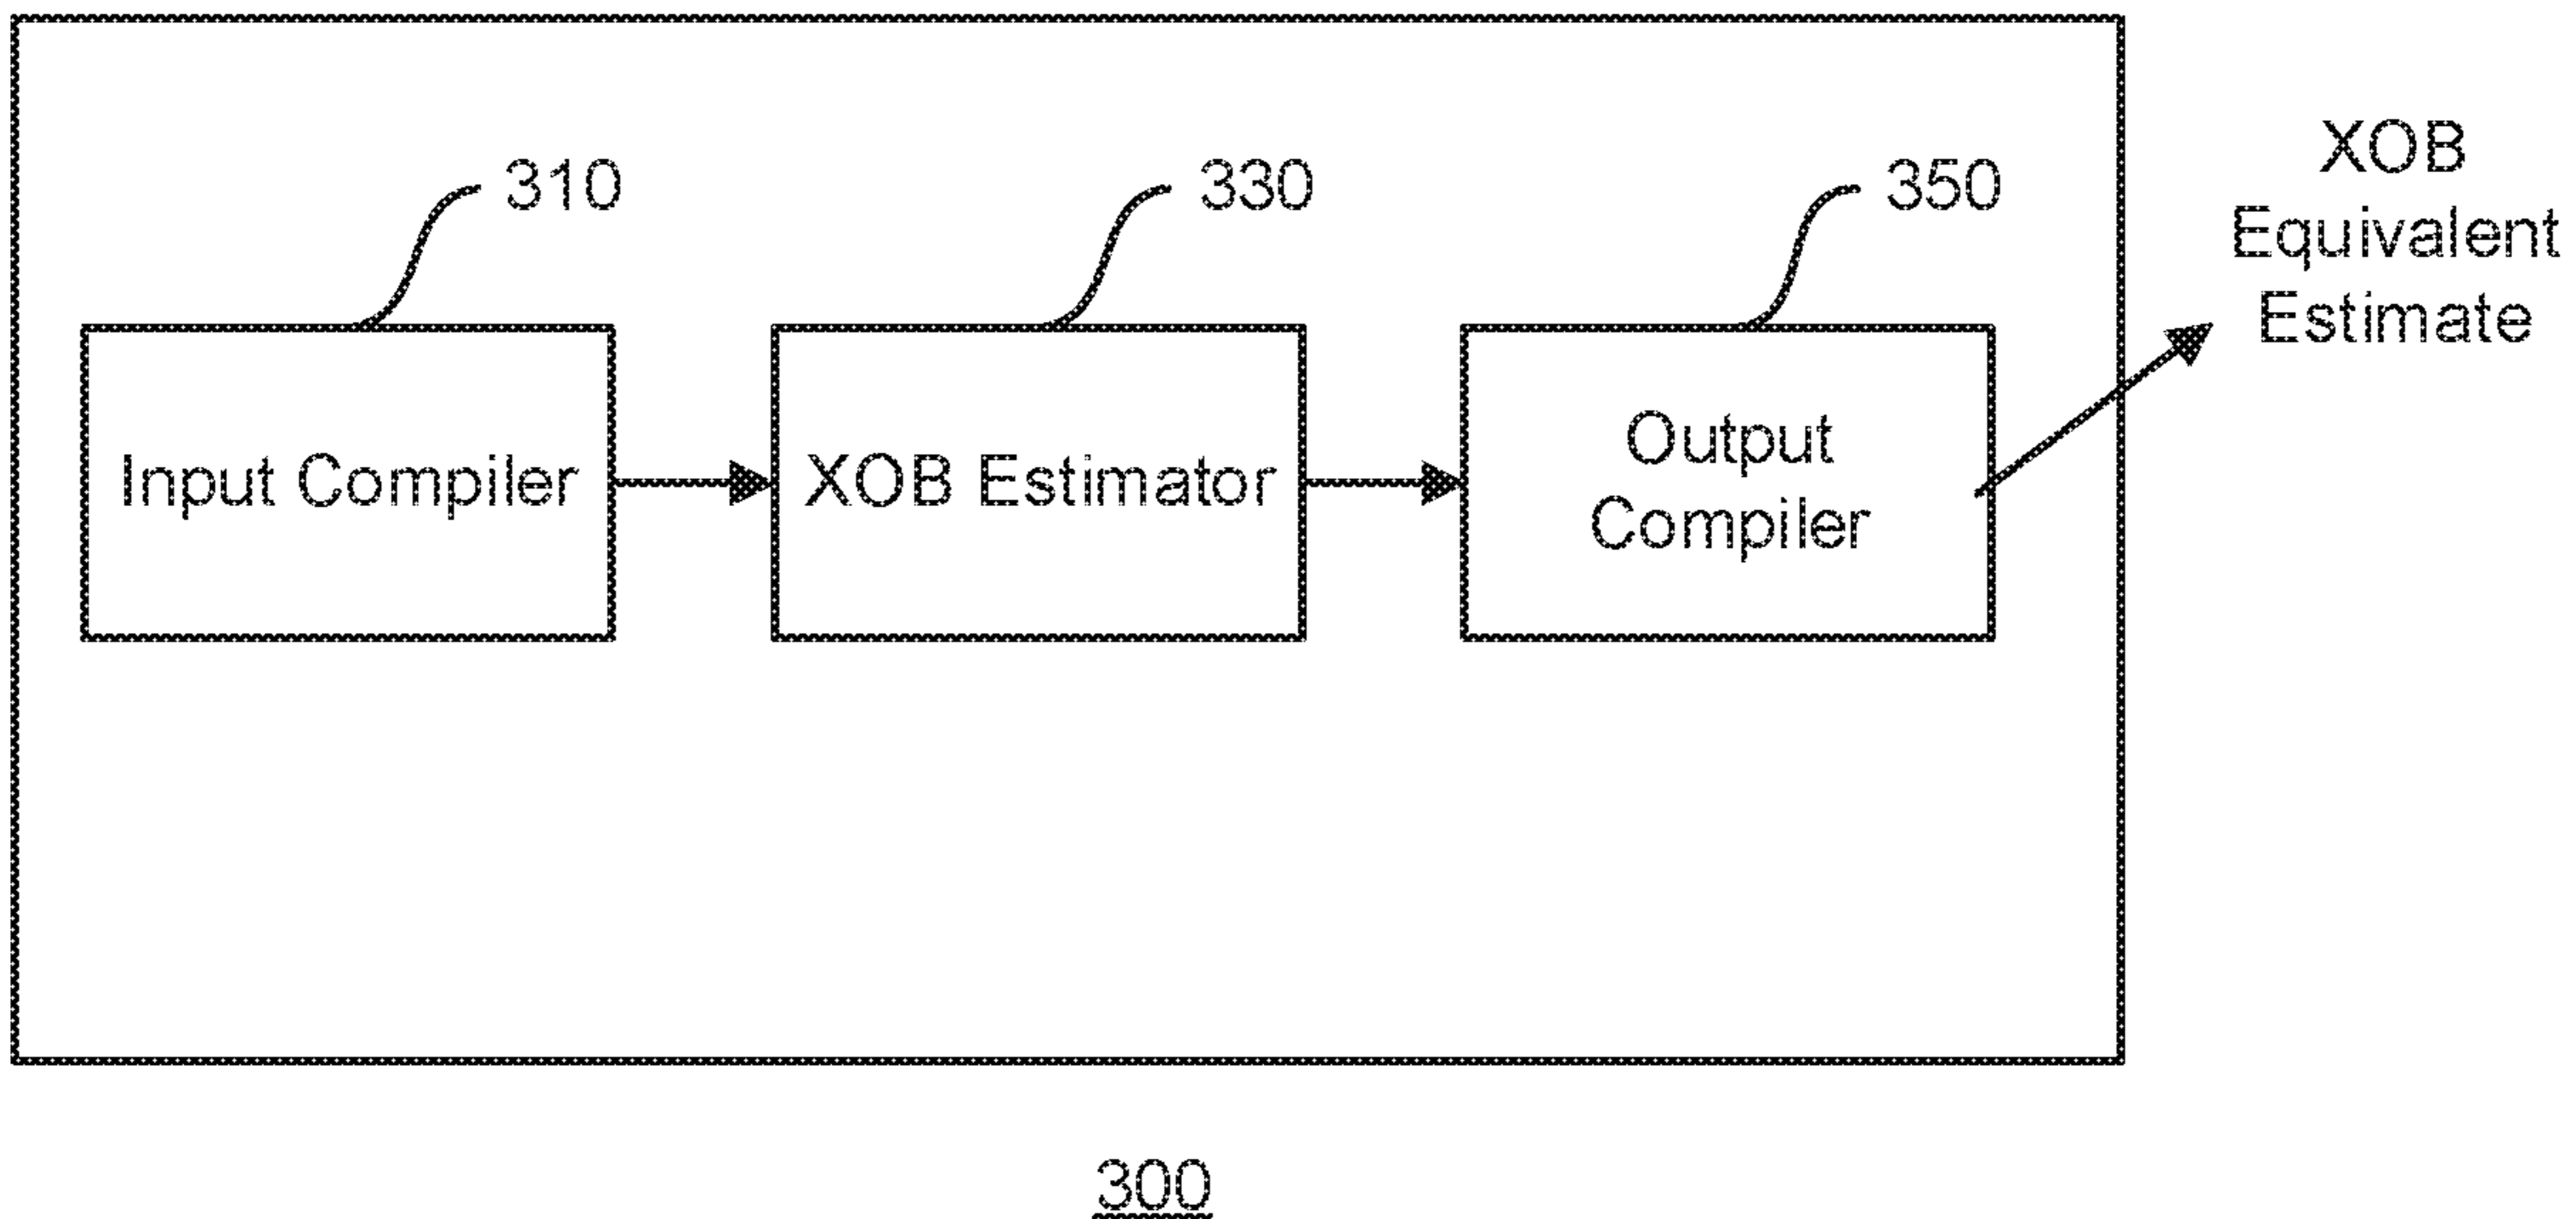 310
330
350
XOB
Equivalent
Estimate
Input Compiler
XOB Estimator
Output
Compiler
300